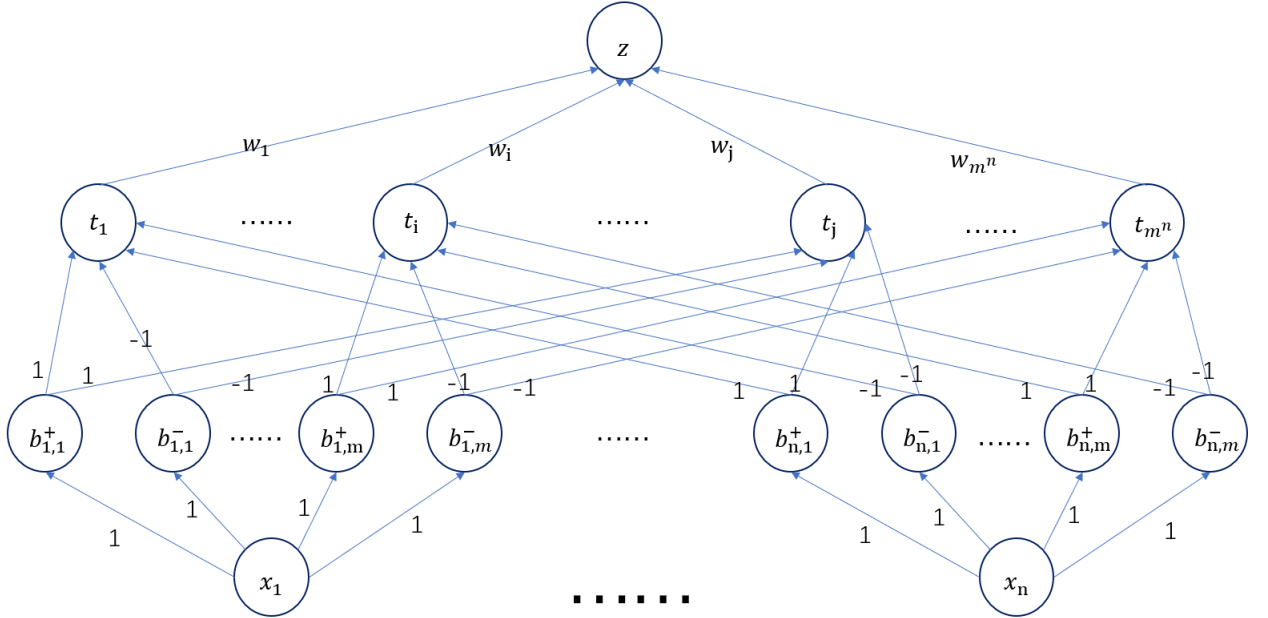 z
w₁ wᵢ wⱼ w_{mⁿ}
t₁ …… tᵢ …… tⱼ …… t_{mⁿ}
-1
1 1 -1 1 1 -1 -1 1 1 -1 -1 1 1 -1 -1
b⁺₁,₁ b⁻₁,₁ …… b⁺₁,ₘ b⁻₁,ₘ …… b⁺ₙ,₁ b⁻ₙ,₁ …… b⁺ₙ,ₘ b⁻ₙ,ₘ
1 1 1 1 1 1 1 1
x₁ …… xₙ